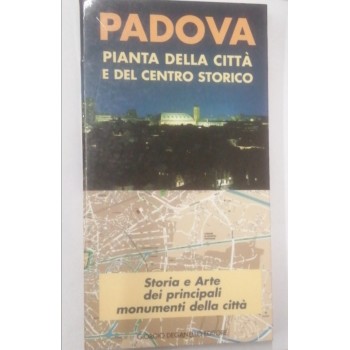 PADOVA
PIANTA DELLA CITTÀ
E DEL CENTRO STORICO
Storia e Arte
dei principali
monumenti della città